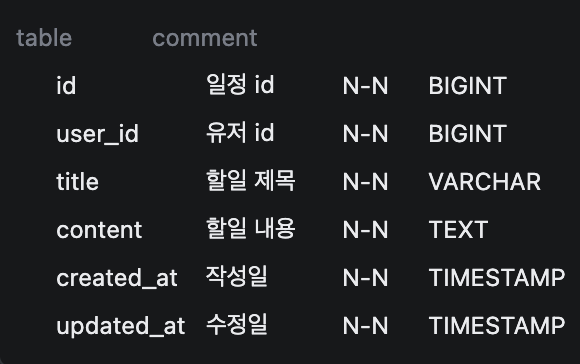 table comment
id 일정 id N-N BIGINT
user_id 유저 id N-N BIGINT
title 할일 제목 N-N VARCHAR
content 할일 내용 N-N TEXT
created_at 작성일 N-N TIMESTAMP
updated_at 수정일 N-N TIMESTAMP